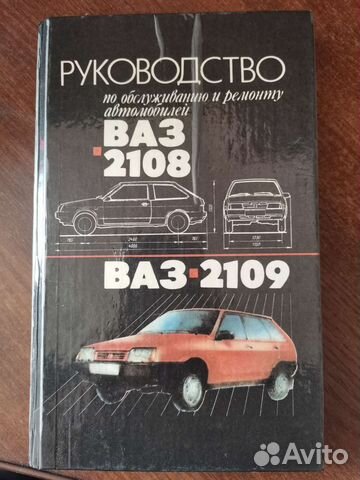 РУКОВОДСТВО
по обслуживанию и ремонту
автомобилей
ВАЗ
2108
ВАЗ·2109
Avito